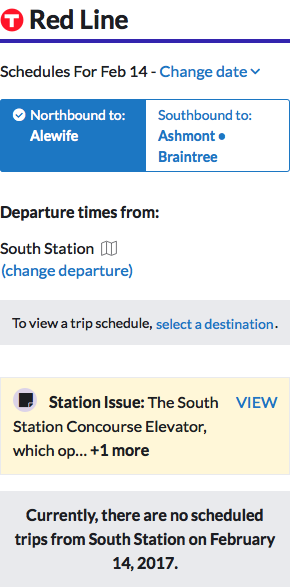 T Red Line
Schedules For Feb 14 - Change date
Northbound to: Southbound to:
Alewife Ashmont •
Braintree
Departure times from:
South Station
(change departure)
To view a trip schedule, select a destination.
Station Issue: The South VIEW
Station Concourse Elevator,
which op... +1 more
Currently, there are no scheduled
trips from South Station on February
14, 2017.